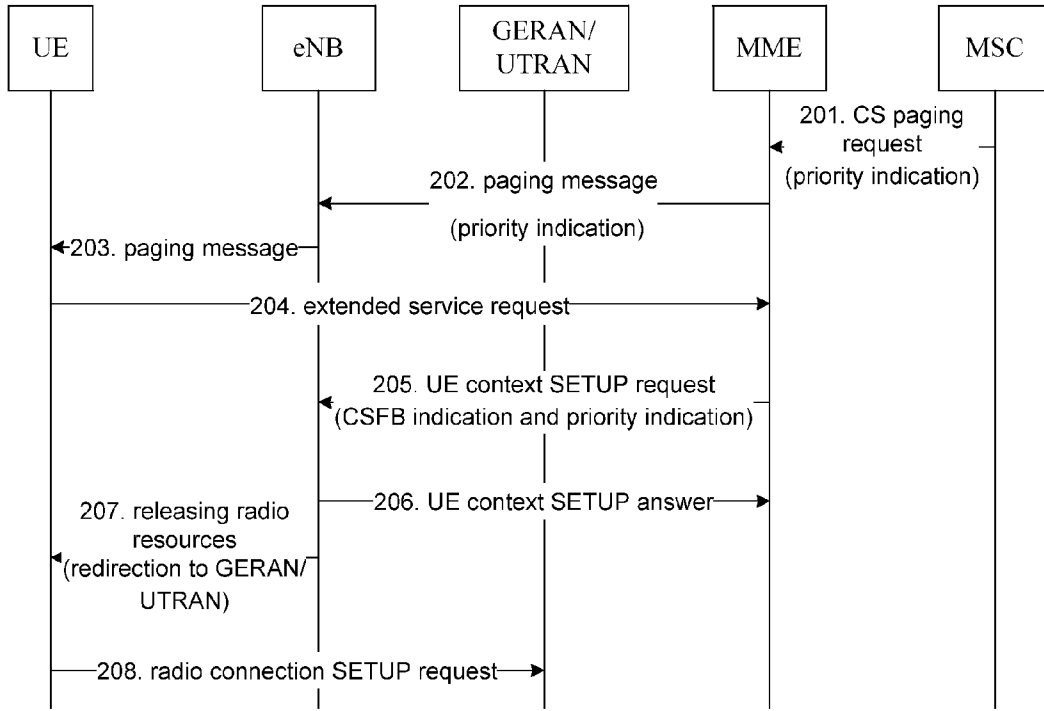 UE
eNB
GERAN/
UTRAN
MME
MSC
201. CS paging
request
(priority indication)
202. paging message
(priority indication)
203. paging message
204. extended service request
205. UE context SETUP request
(CSFB indication and priority indication)
206. UE context SETUP answer
207. releasing radio
resources
(redirection to GERAN/
UTRAN)
208. radio connection SETUP request